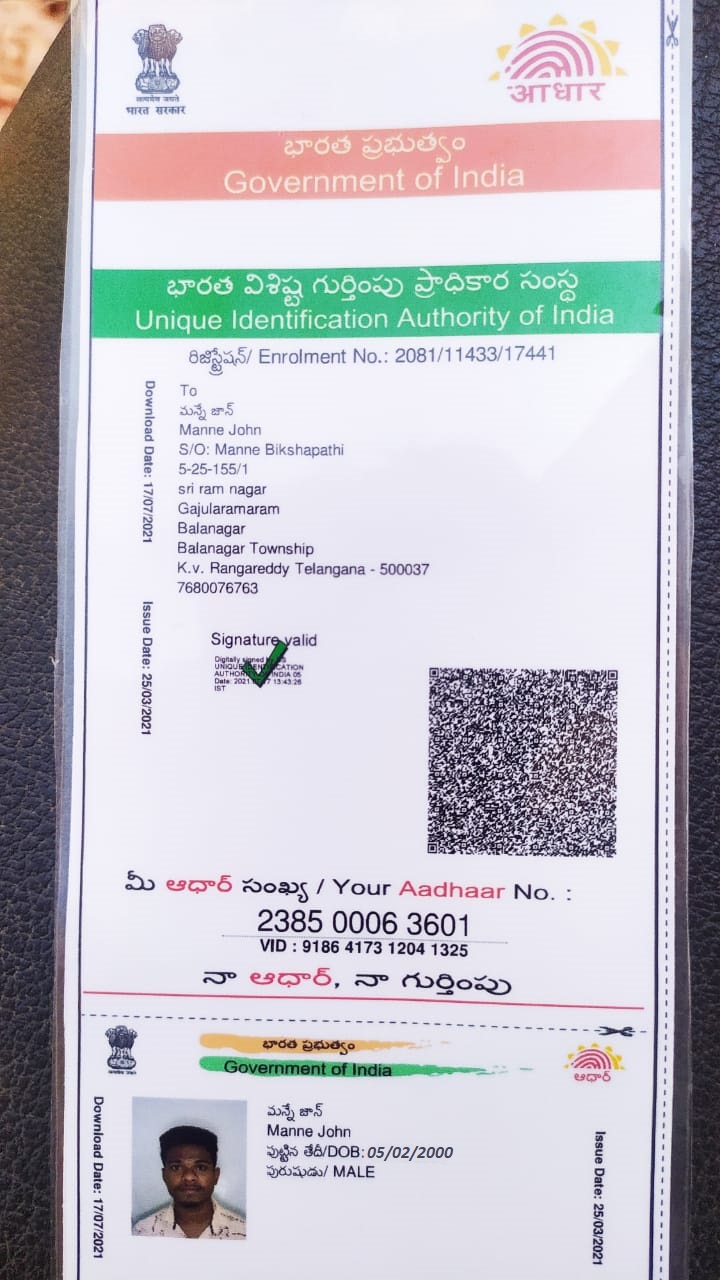 सत्यमेव जयते
भारत सरकार
आधार
భారత ప్రభుత్వం
Government of India
భారత విశిష్ట గుర్తింపు ప్రాధికార సంస్థ
Unique Identification Authority of India
రిజిస్ట్రేషన్/ Enrolment No.: 2081/11433/17441
Download Date: 17/07/2021
To
మన్నే జాన్
Manne John
S/O: Manne Bikshapathi
5-25-155/1
sri ram nagar
Gajularamaram
Balanagar
Balanagar Township
K.v. Rangareddy Telangana - 500037
7680076763
Issue Date: 25/03/2021
Signature valid
Digitally signed by DS
UNIQUE IDENTIFICATION
AUTHORITY OF INDIA 05
Date: 2021 13:43:26
IST
మీ ఆధార్ సంఖ్య / Your Aadhaar No. :
2385 0006 3601
VID : 9186 4173 1204 1325
నా ఆధార్, నా గుర్తింపు
భారత ప్రభుత్వం
Government of India
ఆధార్
Download Date: 17/07/2021
మన్నే జాన్
Manne John
పుట్టిన తేదీ/DOB: 05/02/2000
పురుషుడు/ MALE
Issue Date: 25/03/2021